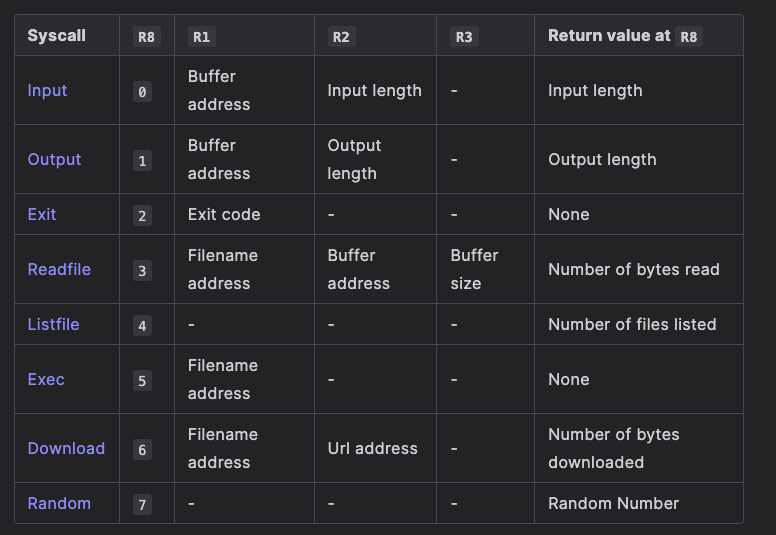 Syscall R8 R1 R2 R3 Return value at R8
Input 0 Buffer address Input length - Input length
Output 1 Buffer address Output length - Output length
Exit 2 Exit code - - None
Readfile 3 Filename address Buffer address Buffer size Number of bytes read
Listfile 4 - - - Number of files listed
Exec 5 Filename address - - None
Download 6 Filename address Url address - Number of bytes downloaded
Random 7 - - - Random Number